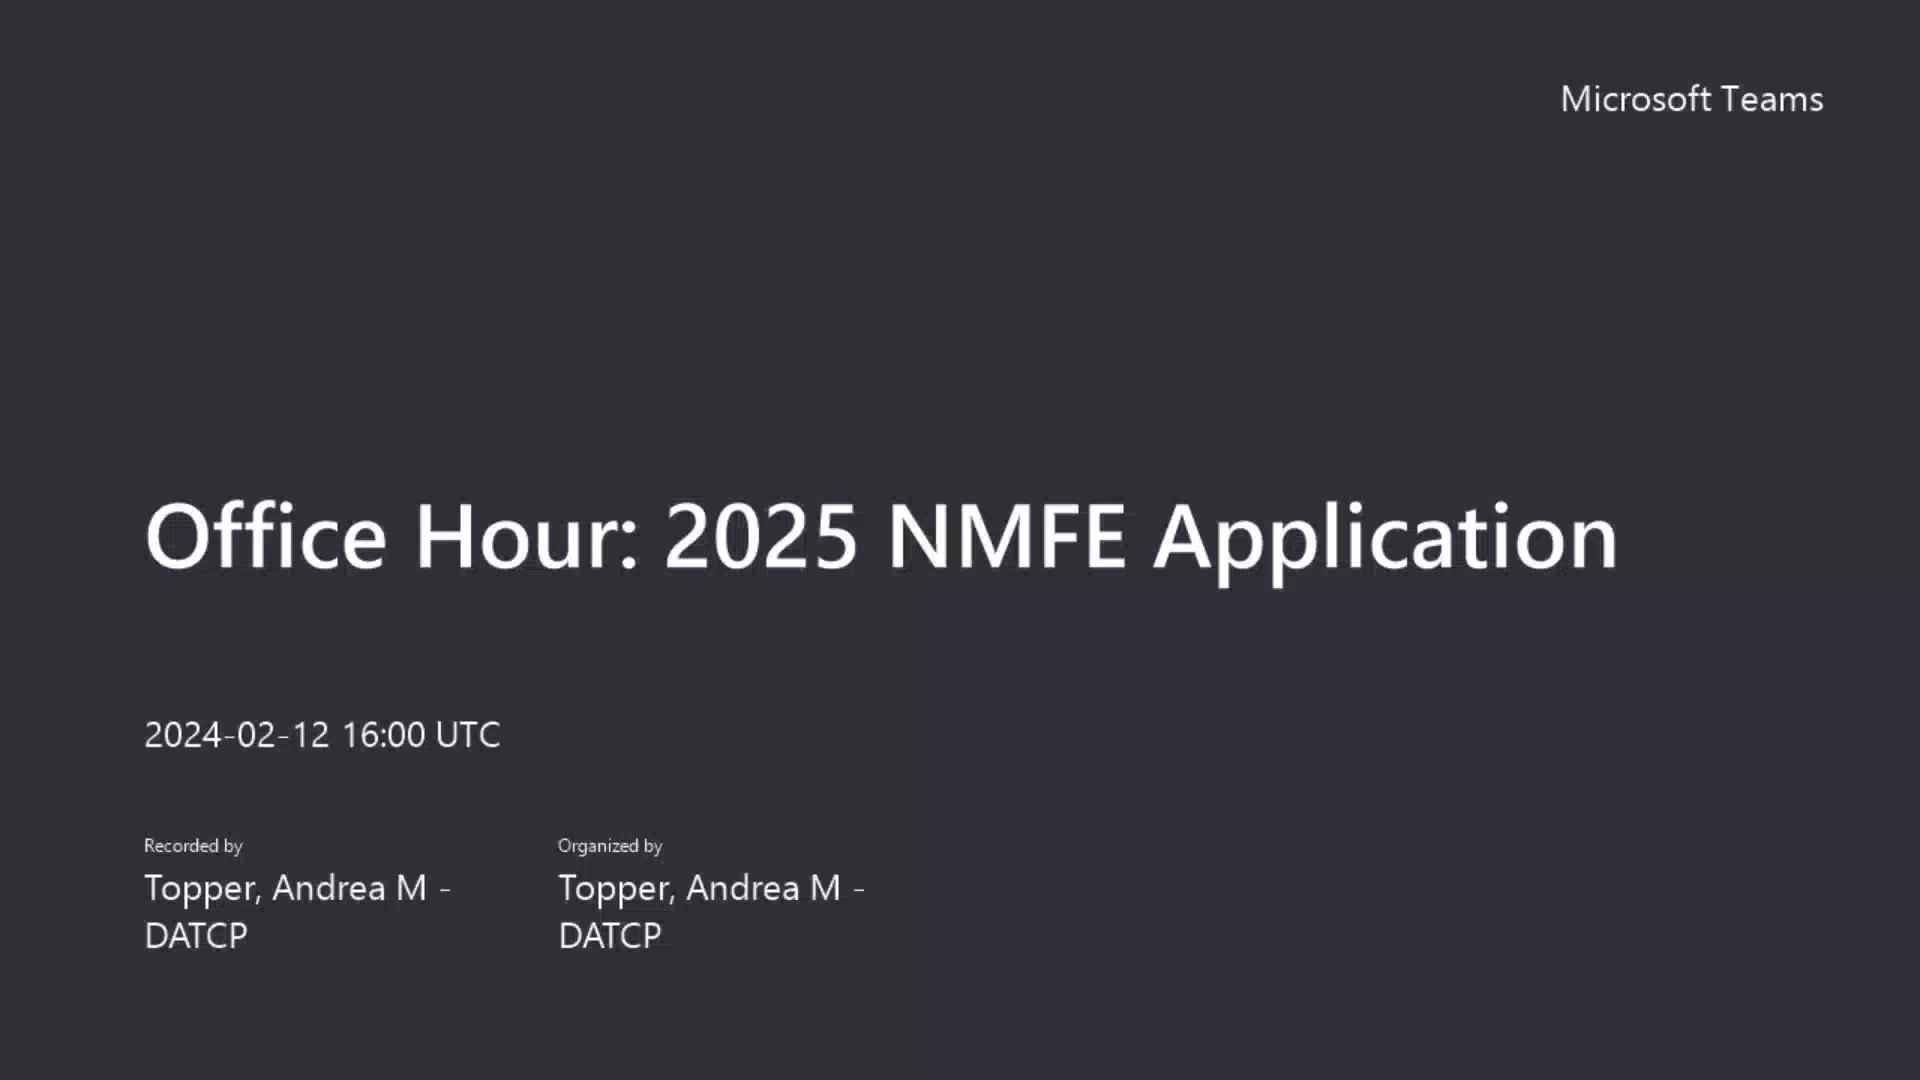 Microsoft Teams
Office Hour: 2025 NMFE Application
2024-02-12 16:00 UTC
Recorded by
Topper, Andrea M -
DATCP
Organized by
Topper, Andrea M -
DATCP